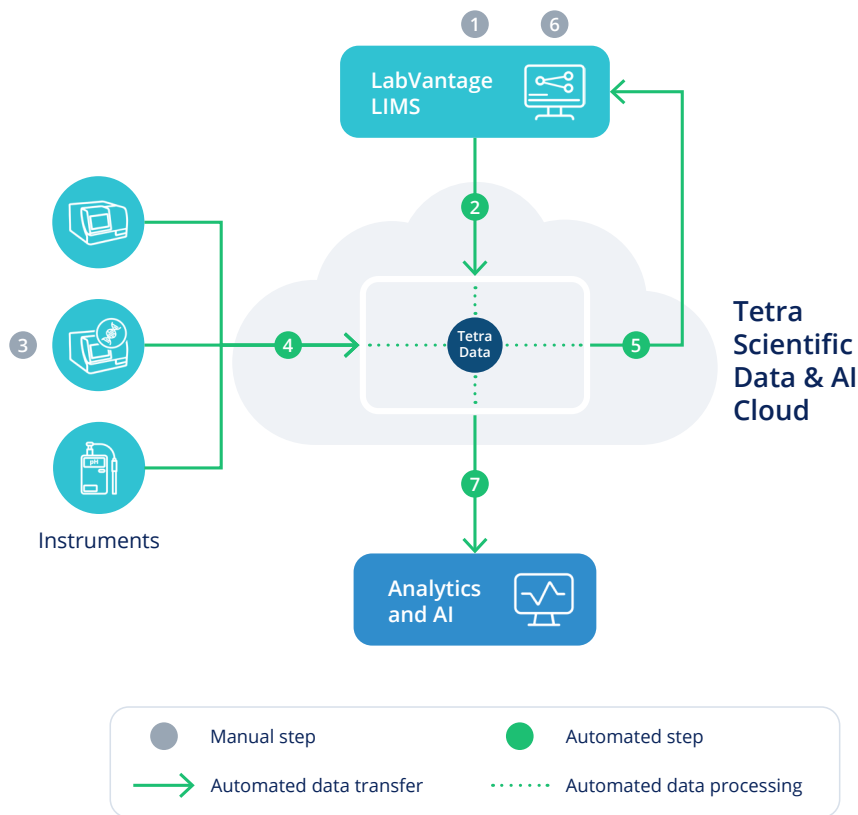 1
6
LabVantage
LIMS
2
3
4
Tetra
Data
5
Tetra
Scientific
Data & AI
Cloud
pH
Instruments
7
Analytics
and AI
Manual step
Automated step
Automated data transfer
Automated data processing